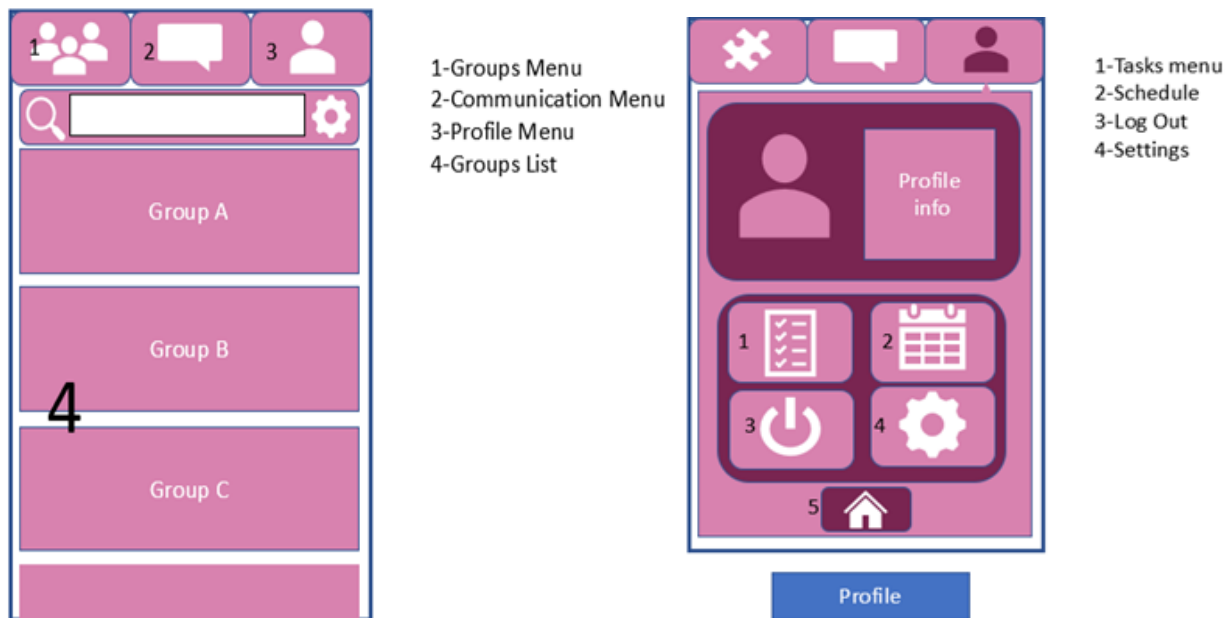 1
2
3
Group A
Group B
4
Group C
1-Groups Menu
2-Communication Menu
3-Profile Menu
4-Groups List
Profile
info
1
2
3
4
5
Profile
1-Tasks menu
2-Schedule
3-Log Out
4-Settings